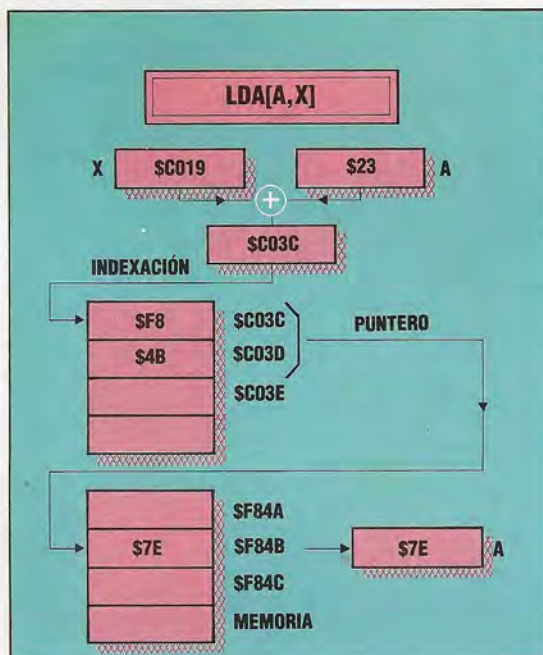 LDA[A,X]
X $C019 $23 A
+
$C03C
INDEXACIÓN
$F8 $C03C PUNTERO
$4B $C03D
$C03E
$F84A
$7E $F84B $7E A
$F84C
MEMORIA